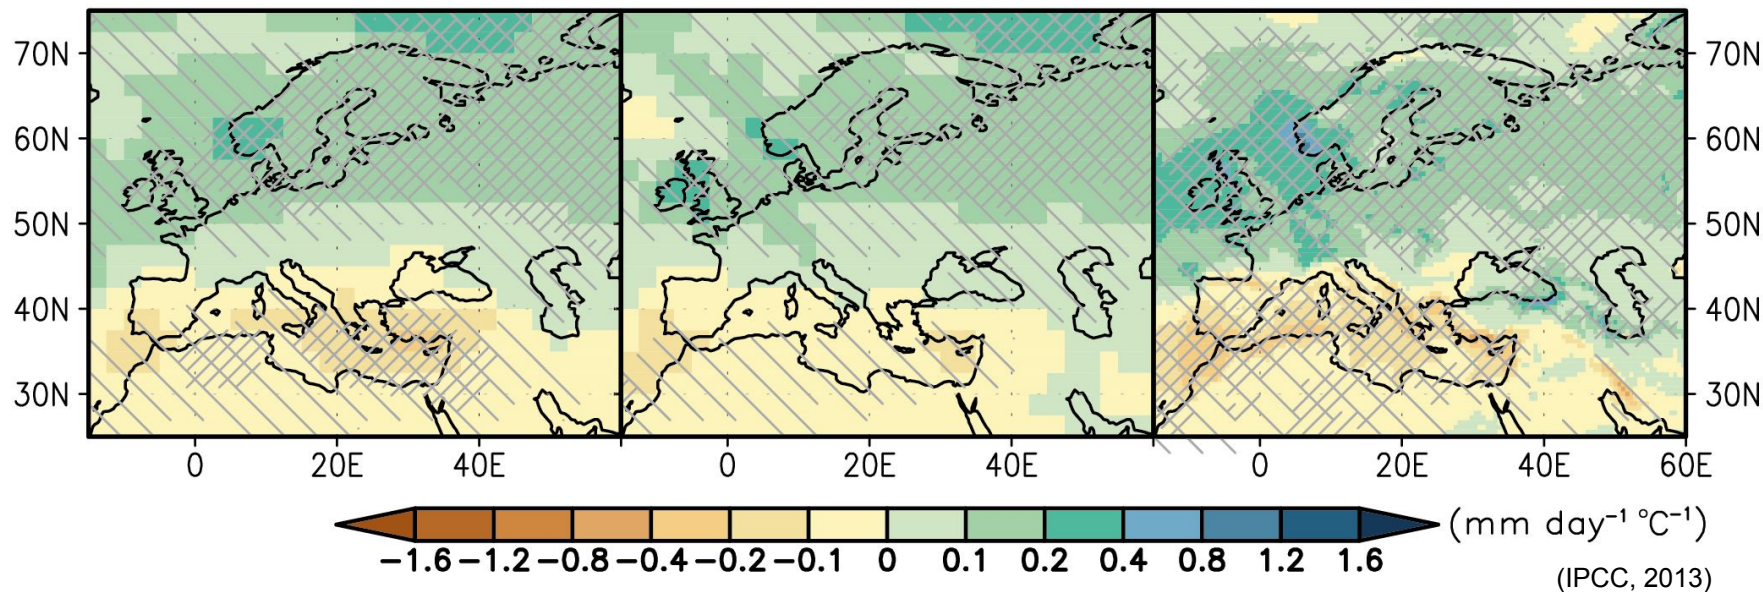 70N 70N
60N 60N
50N 50N
40N 40N
30N 30N
0 20E 40E 0 20E 40E 0 20E 40E 60E
(mm day⁻¹ °C⁻¹)
−1.6 −1.2 −0.8 −0.4 −0.2 −0.1 0 0.1 0.2 0.4 0.8 1.2 1.6
(IPCC, 2013)